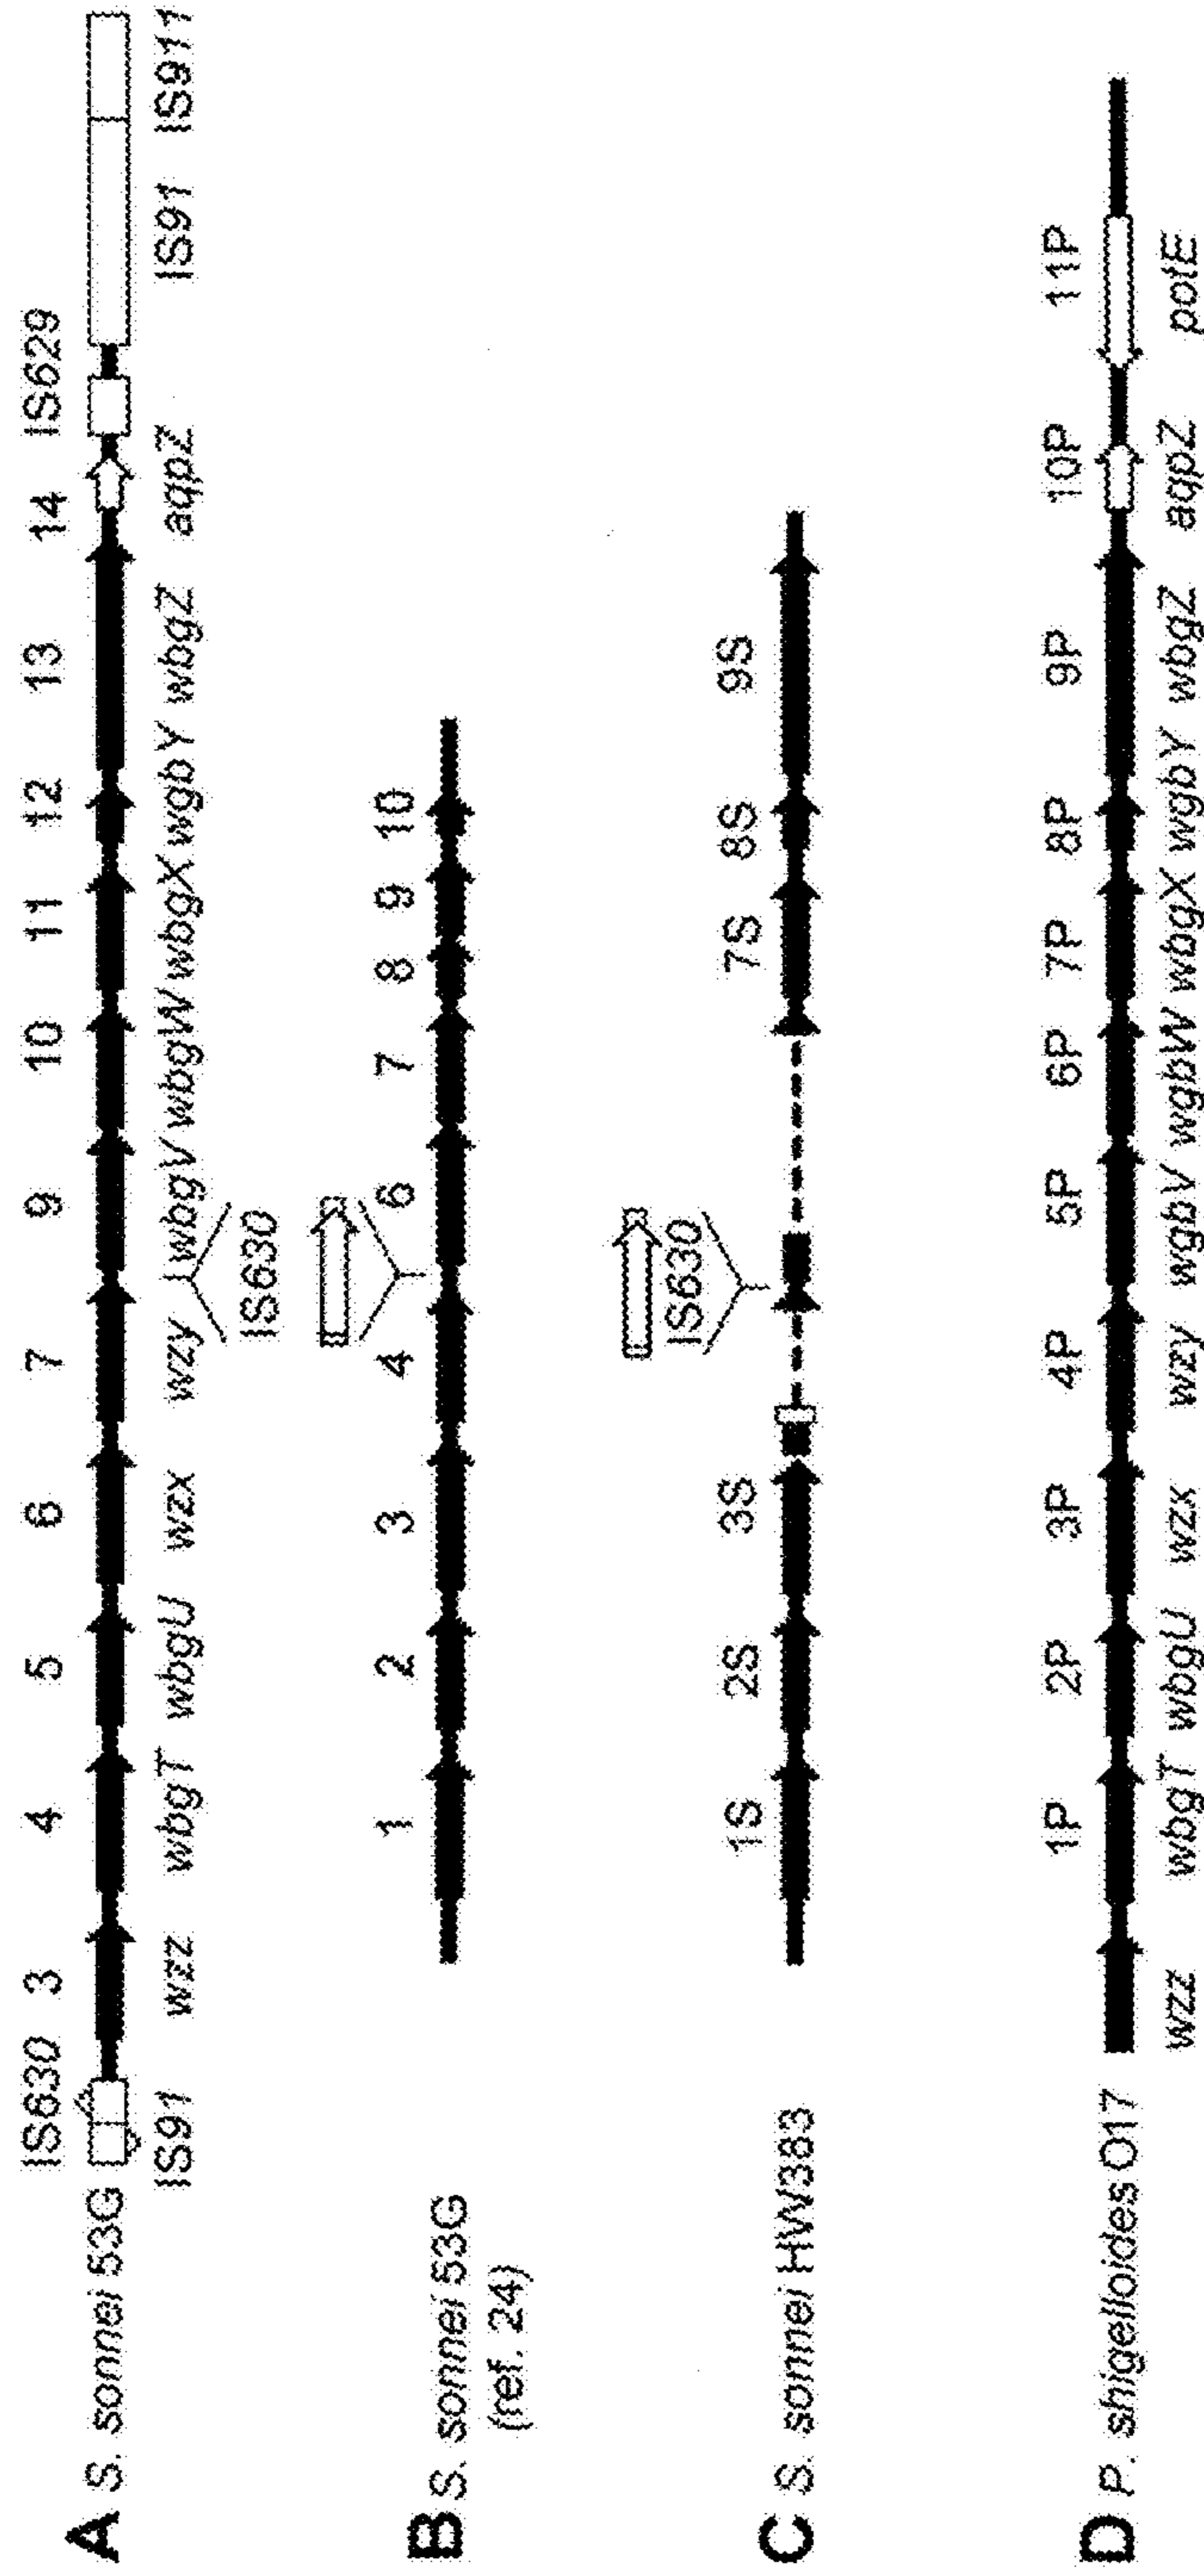 IS630 3 4 5 6 7 9 10 11 12 13 14 IS629
A S. sonnei 53G
IS91 wzz wbgT wbgU wzx wzy wbgV wbgW wbgX wgbY wbgZ aqpZ IS91 IS911
IS630
1 2 3 4 6 7 8 9 10
B S. sonnei 53G
(ref. 24)
IS630
1S 2S 3S 7S 8S 9S
C S. sonnei HW383
1P 2P 3P 4P 5P 6P 7P 8P 9P 10P 11P
D P. shigelloides O17
wzz wbgT wbgU wzx wzy wgbV wgbW wbgX wgbY wbgZ aqpZ potE